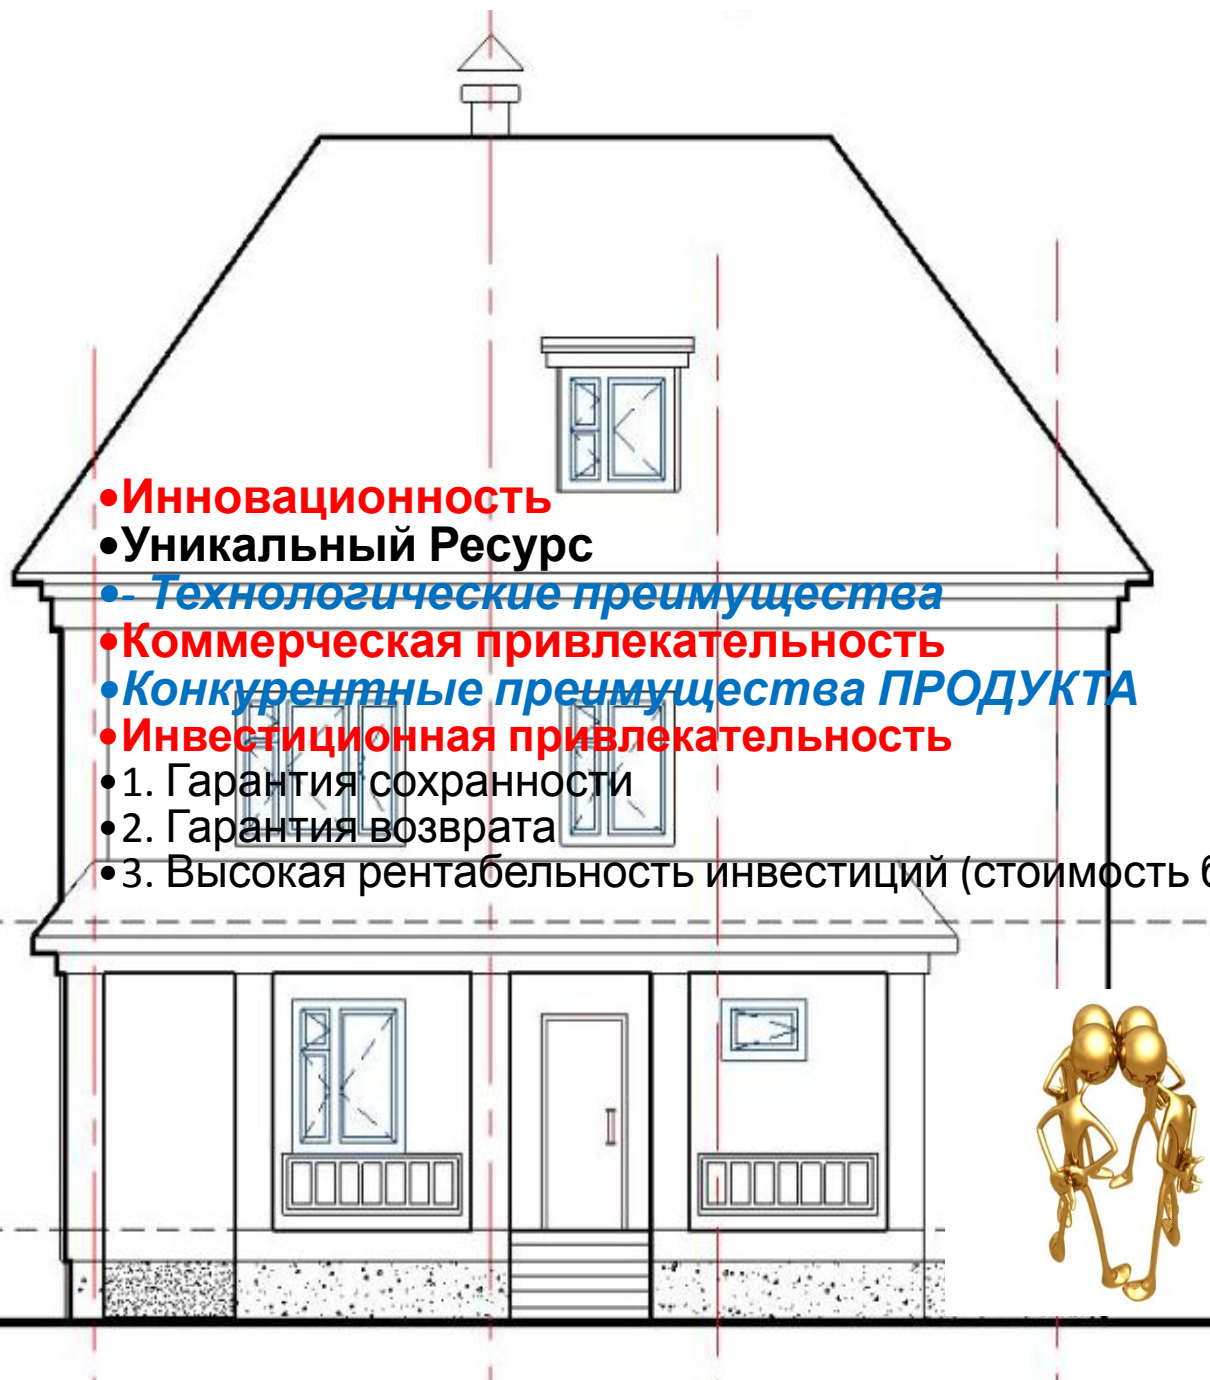 •Инновационность
•Уникальный Ресурс
•- Технологические преимущества
•Коммерческая привлекательность
•Конкурентные преимущества ПРОДУКТА
•Инвестиционная привлекательность
•1. Гарантия сохранности
•2. Гарантия возврата
•3. Высокая рентабельность инвестиций (стоимость